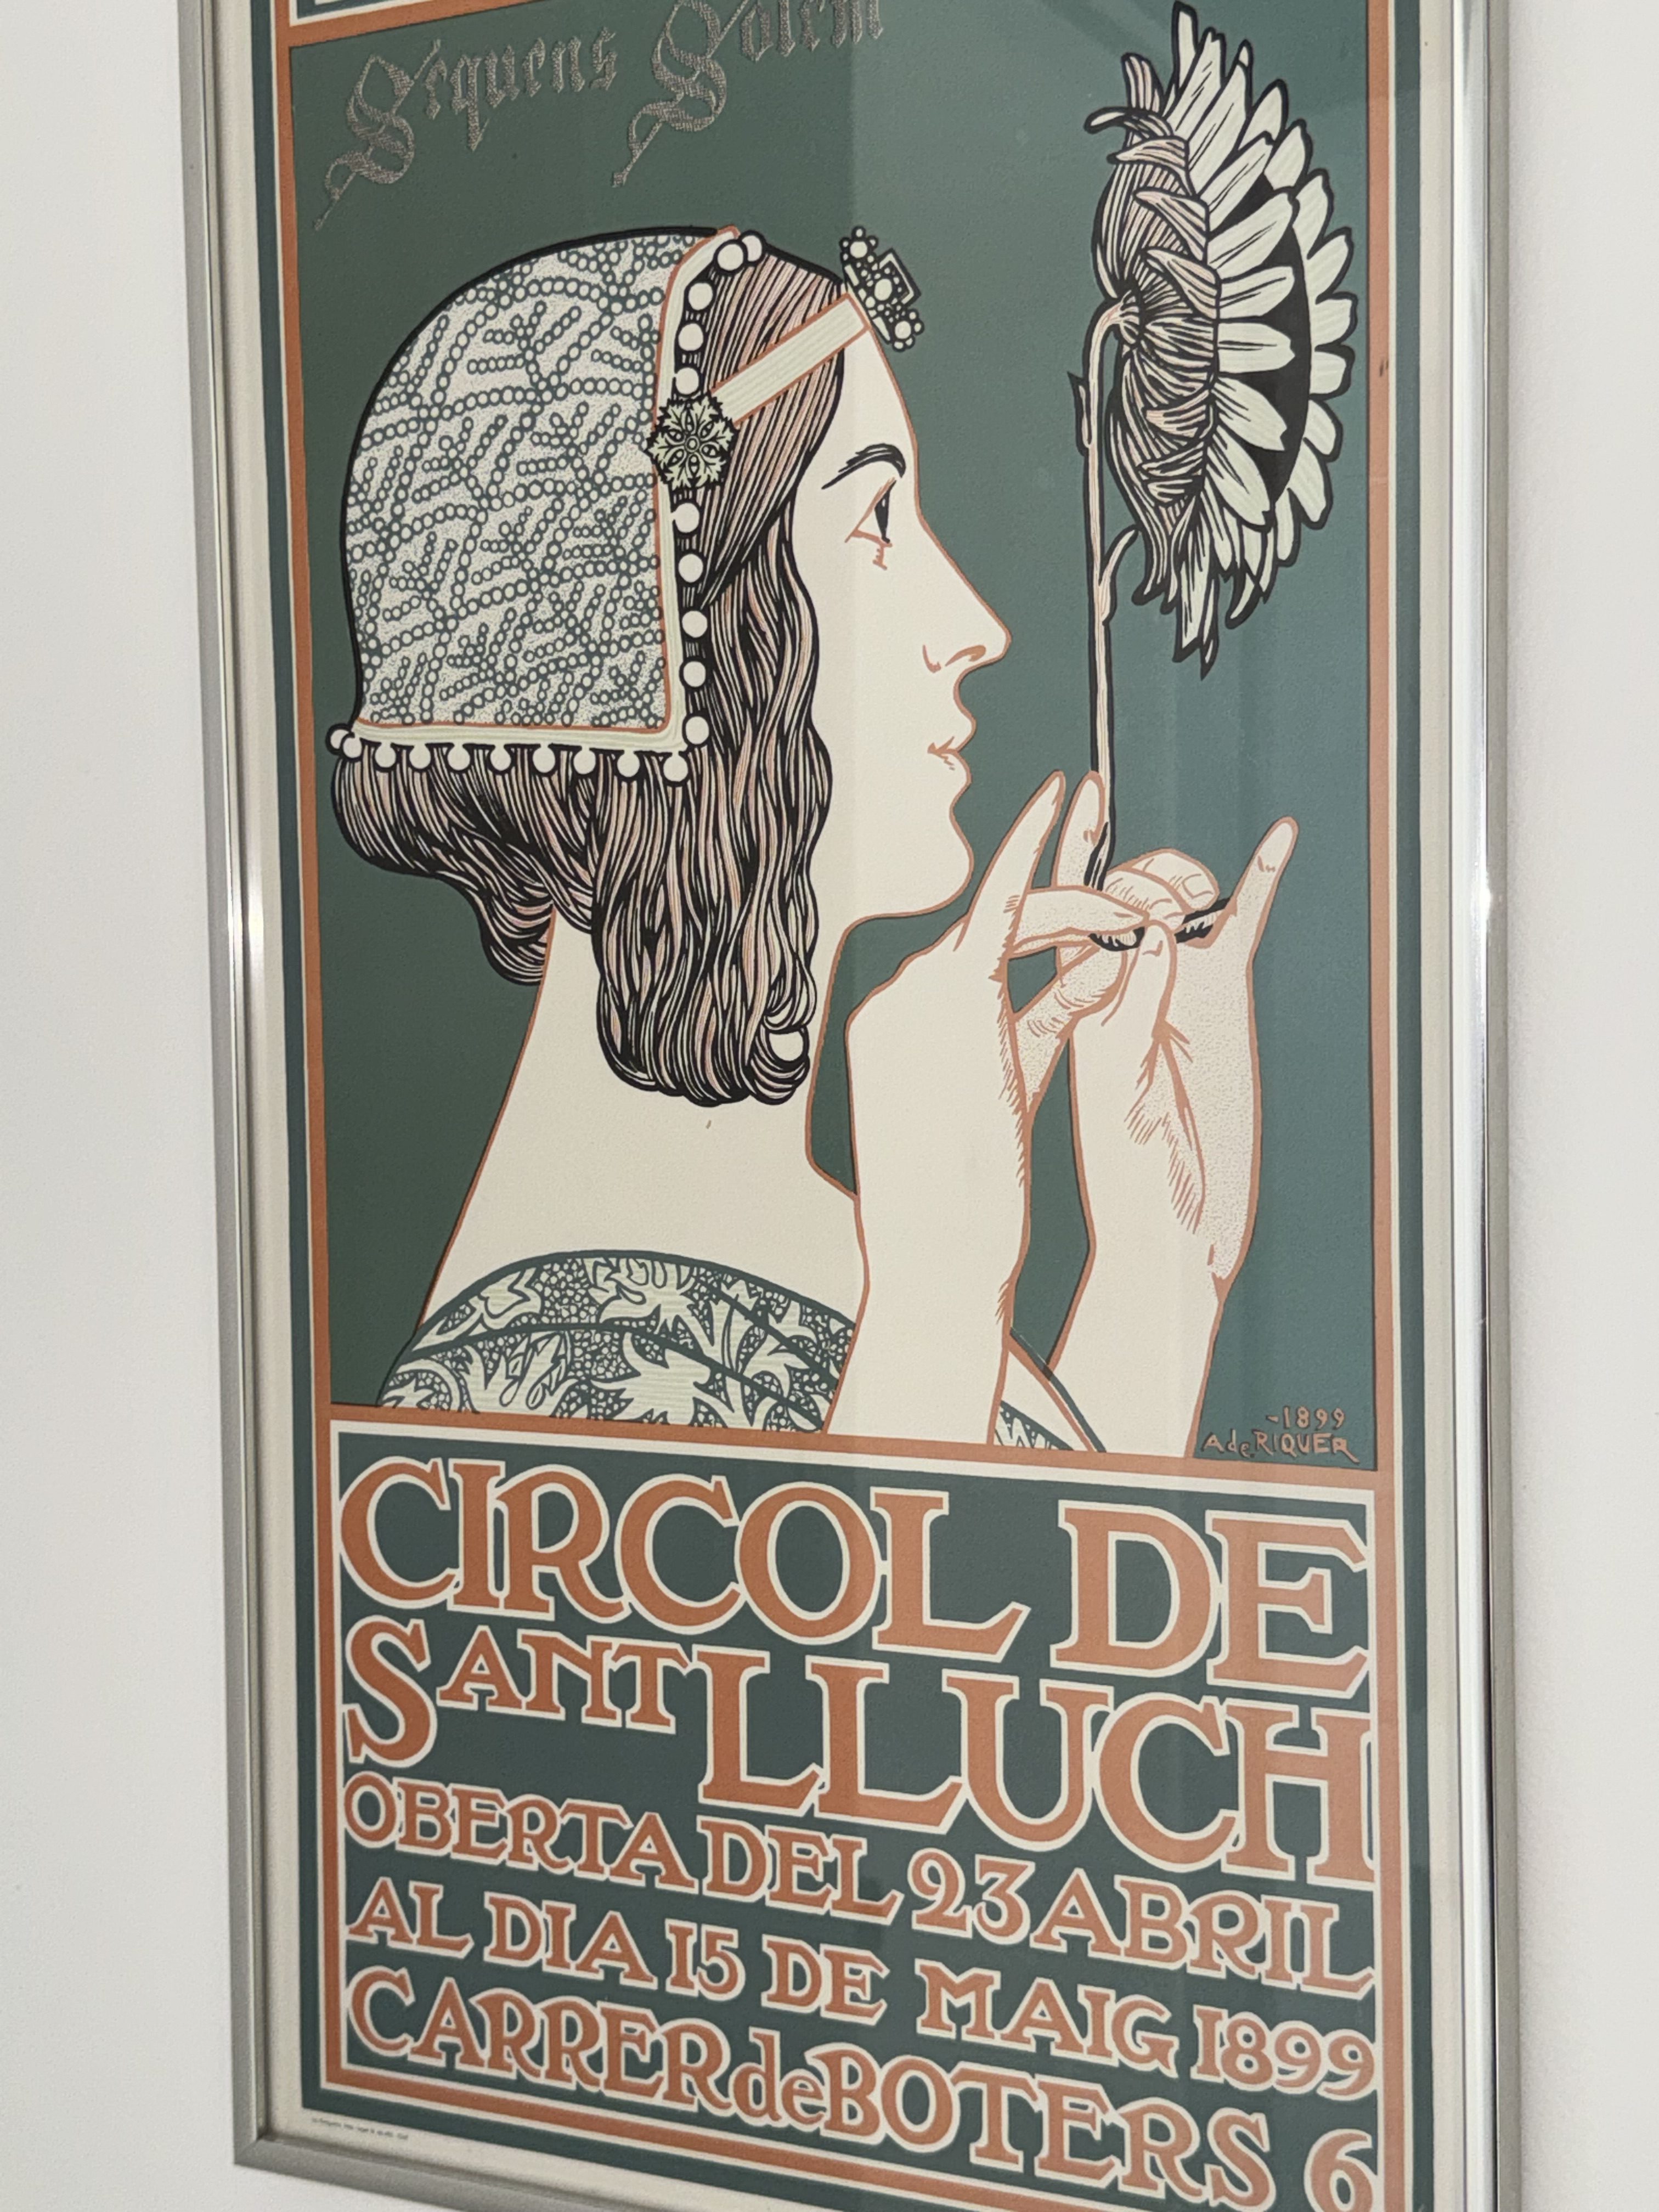 Sequens Solem
-1899
A de RIQUER
CIRCOL DE
SANT LLUCH
OBERTA DEL 23 ABRIL
AL DIA 15 DE MAIG 1899
CARRER de BOTERS 6